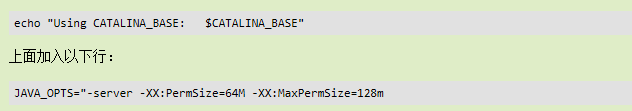 echo "Using CATALINA_BASE:   $CATALINA_BASE"
上面加入以下行：
JAVA_OPTS="-server -XX:PermSize=64M -XX:MaxPermSize=128m